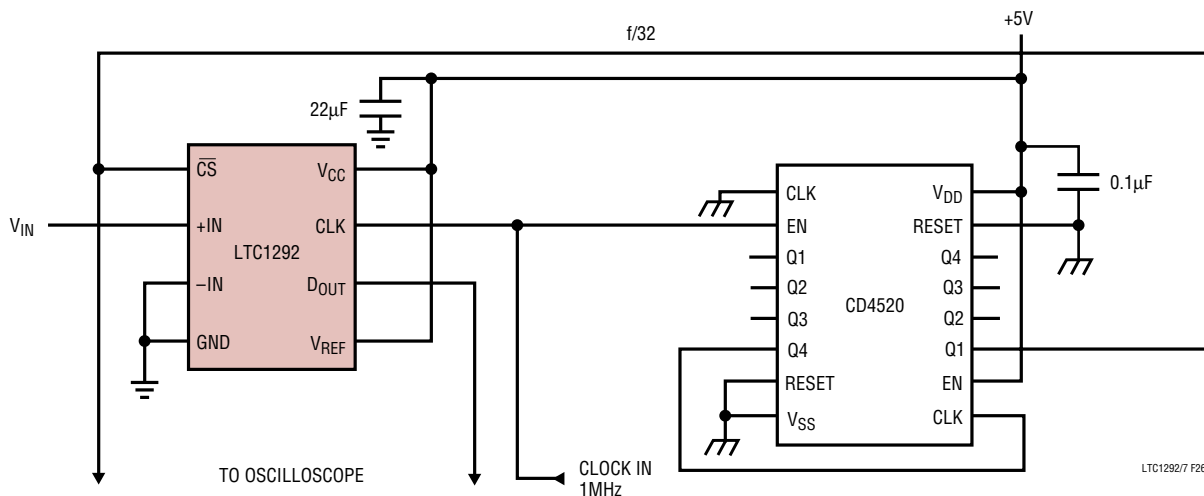 +5V
f/32
22µF
C̅S̅
VCC
VIN
+IN
CLK
LTC1292
–IN
DOUT
GND
VREF
CLK
VDD
0.1µF
EN
RESET
Q1
Q4
Q2
Q3
CD4520
Q3
Q2
Q4
Q1
RESET
EN
VSS
CLK
TO OSCILLOSCOPE
CLOCK IN
1MHz
LTC1292/7 F26